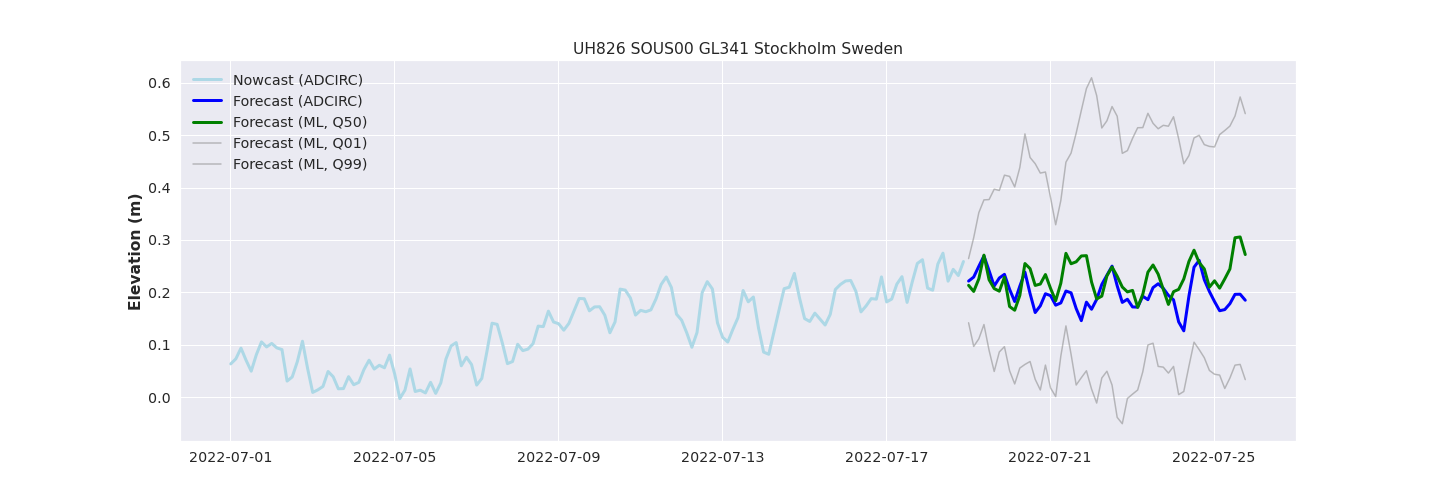 UH826 SOUS00 GL341 Stockholm Sweden
Nowcast (ADCIRC)
Forecast (ADCIRC)
Forecast (ML, Q50)
Forecast (ML, Q01)
Forecast (ML, Q99)
Elevation (m)
0.6
0.5
0.4
0.3
0.2
0.1
0.0
2022-07-01 2022-07-05 2022-07-09 2022-07-13 2022-07-17 2022-07-21 2022-07-25